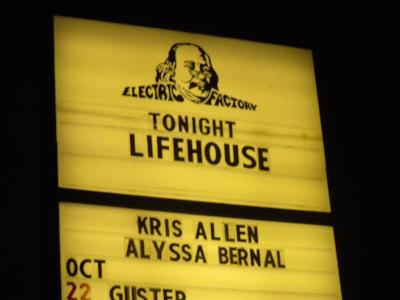 ELECTRIC FACTORY
TONIGHT
LIFEHOUSE
KRIS ALLEN
ALYSSA BERNAL
OCT
22 GUSTER